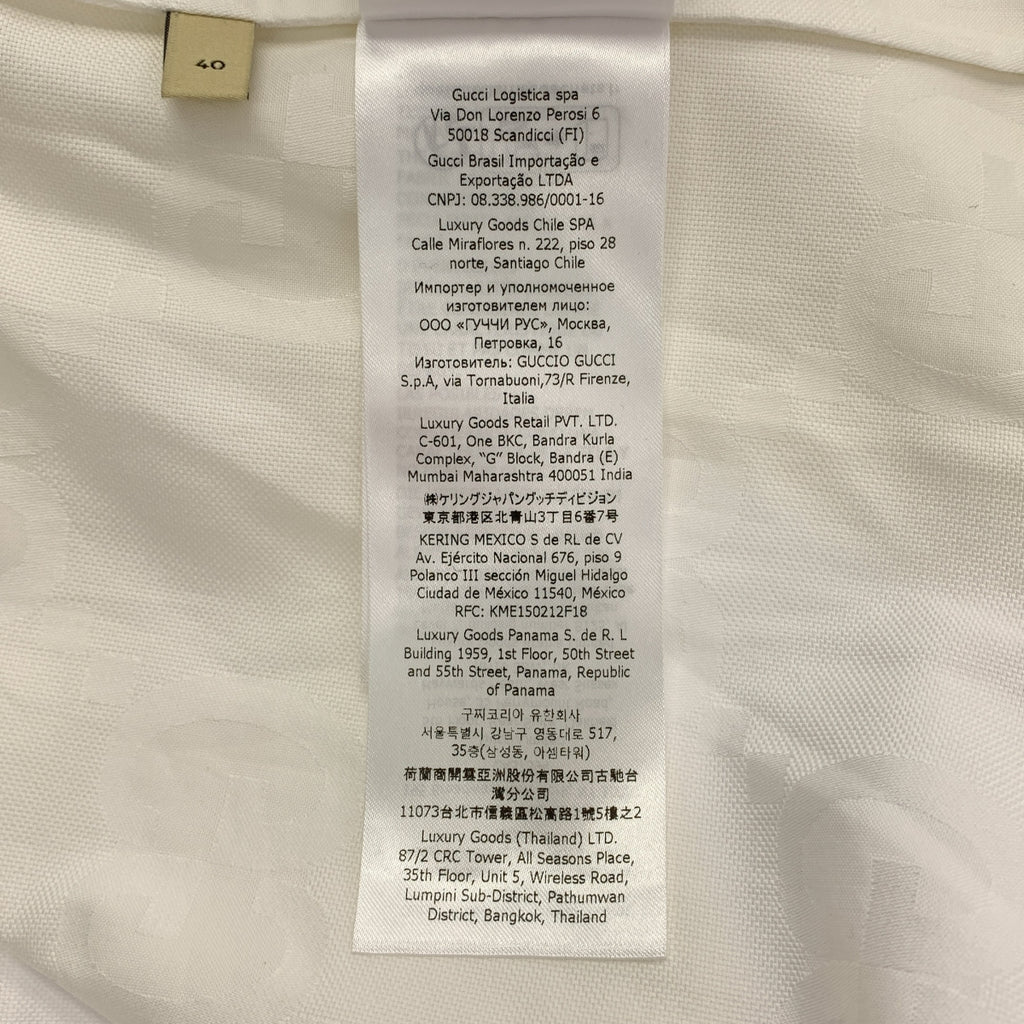 40
Gucci Logistica spa
Via Don Lorenzo Perosi 6
50018 Scandicci (FI)
Gucci Brasil Importação e
Exportação LTDA
CNPJ: 08.338.986/0001-16
Luxury Goods Chile SPA
Calle Miraflores n. 222, piso 28
norte, Santiago Chile
Импортер и уполномоченное
изготовителем лицо:
ООО «ГУЧЧИ РУС», Москва,
Петровка, 16
Изготовитель: GUCCIO GUCCI
S.p.A, via Tornabuoni,73/R Firenze,
Italia
Luxury Goods Retail PVT. LTD.
C-601, One BKC, Bandra Kurla
Complex, “G” Block, Bandra (E)
Mumbai Maharashtra 400051 India
㈱ケリングジャパングッチディビジョン
東京都港区北青山3丁目6番7号
KERING MEXICO S de RL de CV
Av. Ejército Nacional 676, piso 9
Polanco III sección Miguel Hidalgo
Ciudad de México 11540, México
RFC: KME150212F18
Luxury Goods Panama S. de R. L
Building 1959, 1st Floor, 50th Street
and 55th Street, Panama, Republic
of Panama
구찌코리아 유한회사
서울특별시 강남구 영동대로 517,
35층(삼성동, 아셈타워)
荷蘭商開雲亞洲股份有限公司古馳台
灣分公司
11073台北市信義區松高路1號5樓之2
Luxury Goods (Thailand) LTD.
87/2 CRC Tower, All Seasons Place,
35th Floor, Unit 5, Wireless Road,
Lumpini Sub-District, Pathumwan
District, Bangkok, Thailand